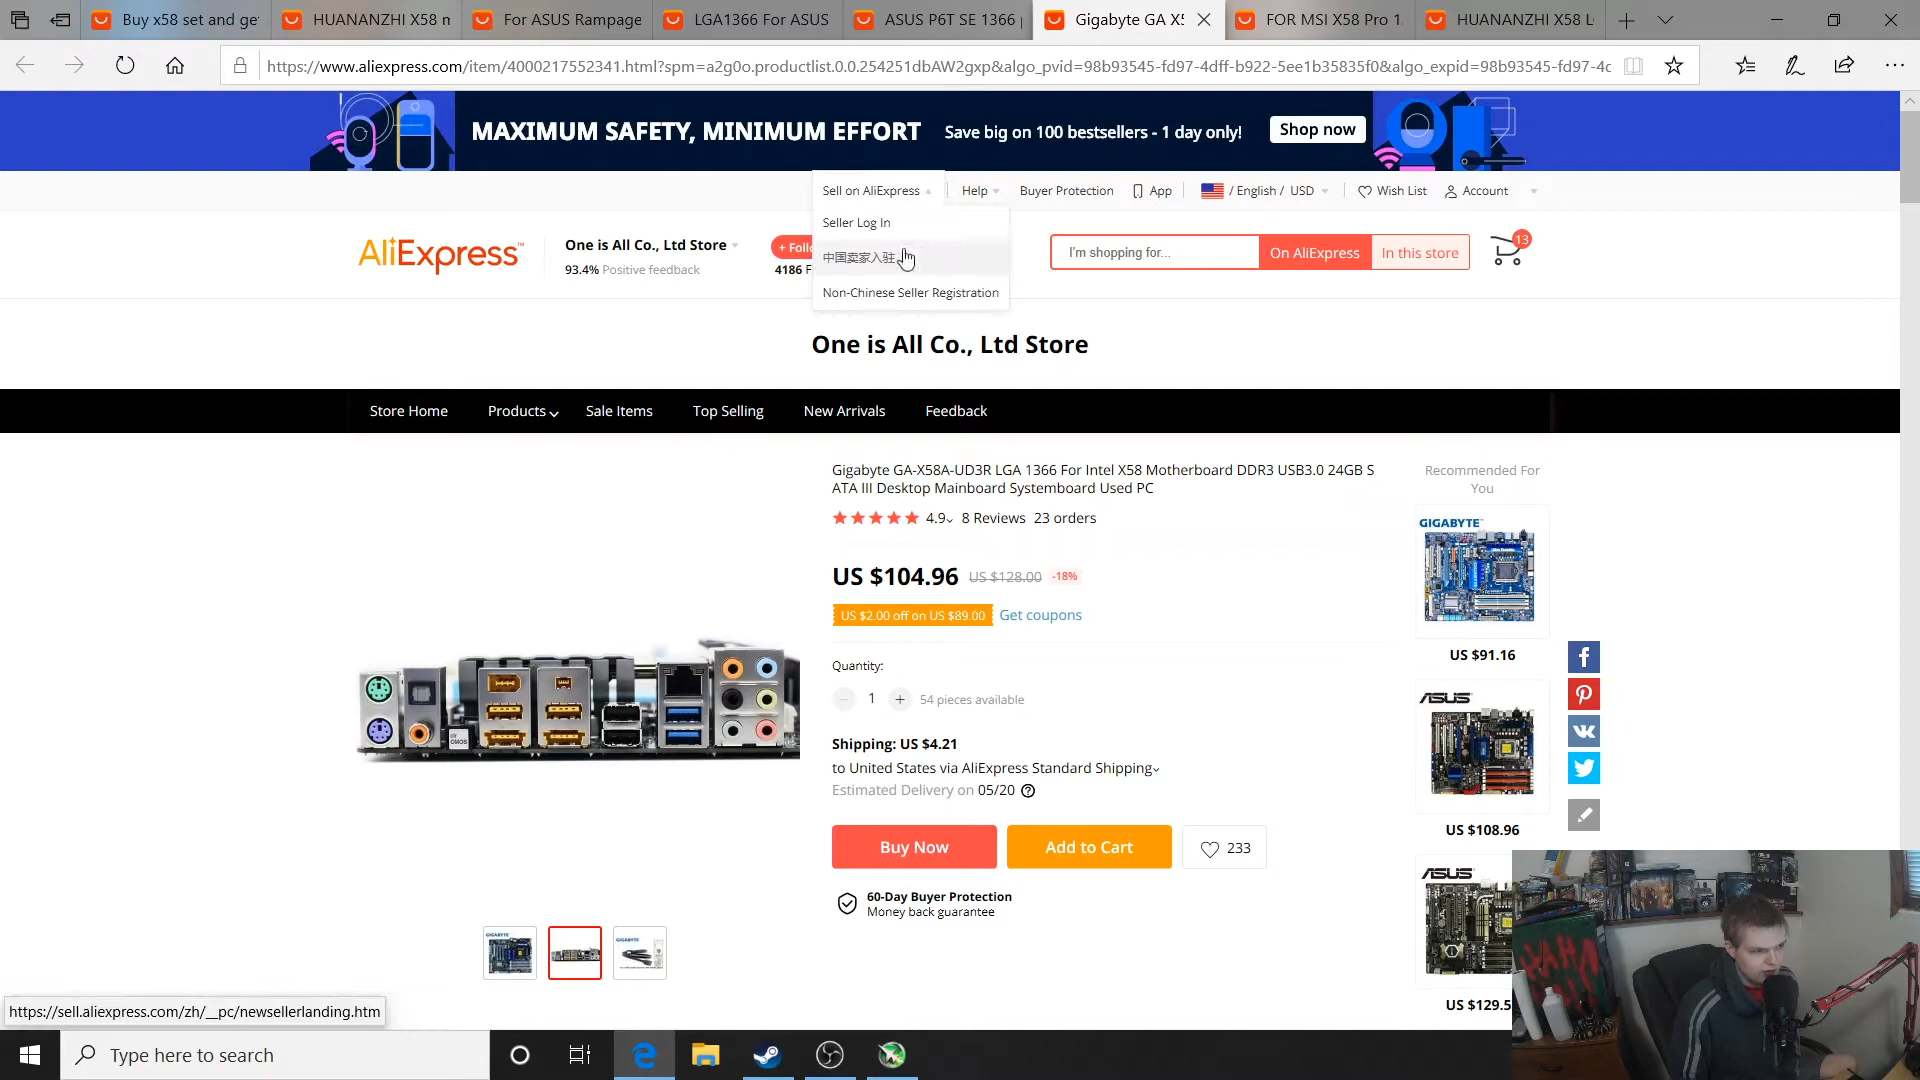 Buy x58 set and ge
HUANANZHI X58 m
For ASUS Rampage
LGA1366 For ASUS
ASUS P6T SE 1366
Gigabyte GA X5
FOR MSI X58 Pro 1
HUANANZHI X58 L
https://www.aliexpress.com/item/4000217552341.html?spm=a2g0o.productlist.0.0.254251dbAW2gxp&algo_pvid=98b93545-fd97-4dff-b922-5ee1b35835f0&algo_expid=98b93545-fd97-4c
MAXIMUM SAFETY, MINIMUM EFFORT
Save big on 100 bestsellers - 1 day only!
Shop now
Sell on AliExpress
Help
Buyer Protection
App
/ English / USD
Wish List
Account
Seller Log In
中国卖家入驻
Non-Chinese Seller Registration
AliExpress™
One is All Co., Ltd Store
93.4% Positive feedback
+ Follo
4186 F
I'm shopping for...
On AliExpress
In this store
13
One is All Co., Ltd Store
Store Home
Products
Sale Items
Top Selling
New Arrivals
Feedback
Gigabyte GA-X58A-UD3R LGA 1366 For Intel X58 Motherboard DDR3 USB3.0 24GB S
ATA III Desktop Mainboard Systemboard Used PC
4.9 8 Reviews 23 orders
US $104.96 US $128.00 -18%
US $2.00 off on US $89.00 Get coupons
Quantity:
1
54 pieces available
Shipping: US $4.21
to United States via AliExpress Standard Shipping
Estimated Delivery on 05/20
Buy Now
Add to Cart
233
60-Day Buyer Protection
Money back guarantee
clr
CMOS
GIGABYTE
GIGABYTE
Recommended For
You
GIGABYTE
US $91.16
ASUS
US $108.96
ASUS
US $129.5
HAHA
https://sell.aliexpress.com/zh/__pc/newsellerlanding.htm
Type here to search